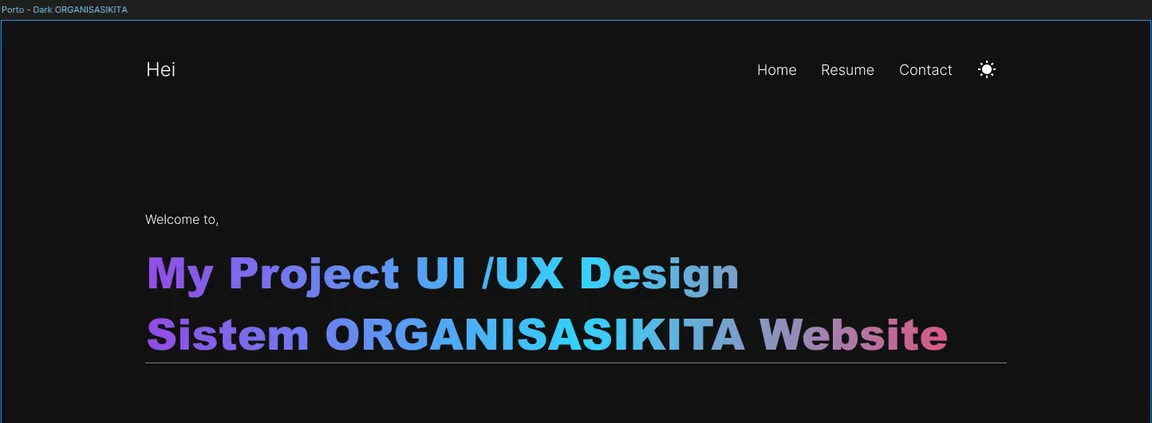 Porto - Dark ORGANISASIKITA
Hei
Home Resume Contact
Welcome to,
My Project UI /UX Design
Sistem ORGANISASIKITA Website